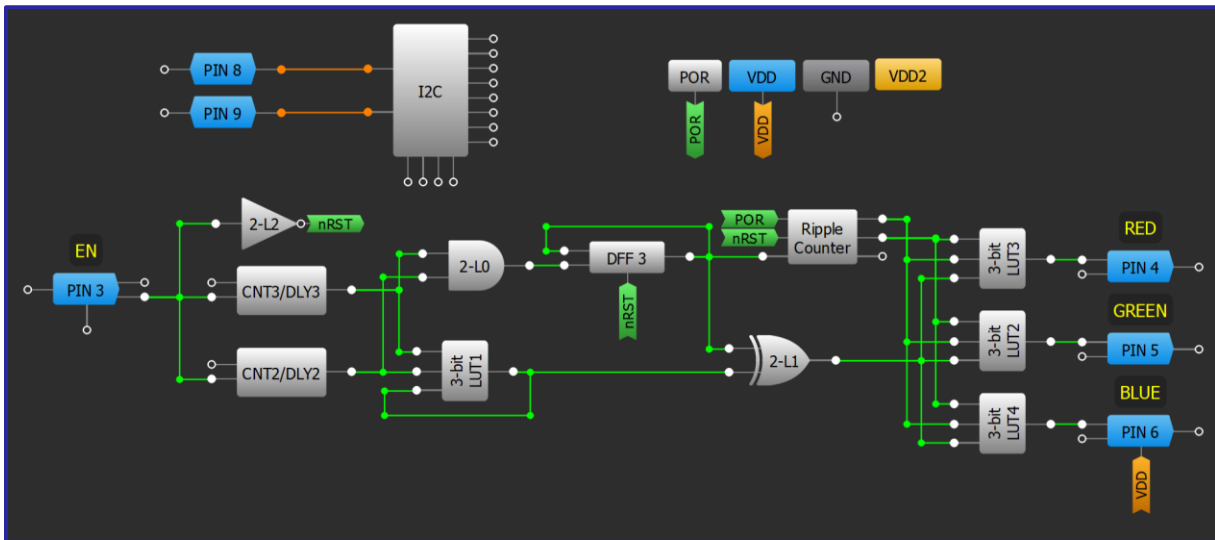 PIN 8
PIN 9
I2C
POR
VDD
GND
VDD2
POR
VDD
EN
PIN 3
2-L2
nRST
CNT3/DLY3
CNT2/DLY2
2-L0
3-bit
LUT1
DFF 3
nRST
POR
nRST
Ripple
Counter
2-L1
3-bit
LUT3
3-bit
LUT2
3-bit
LUT4
RED
PIN 4
GREEN
PIN 5
BLUE
PIN 6
VDD